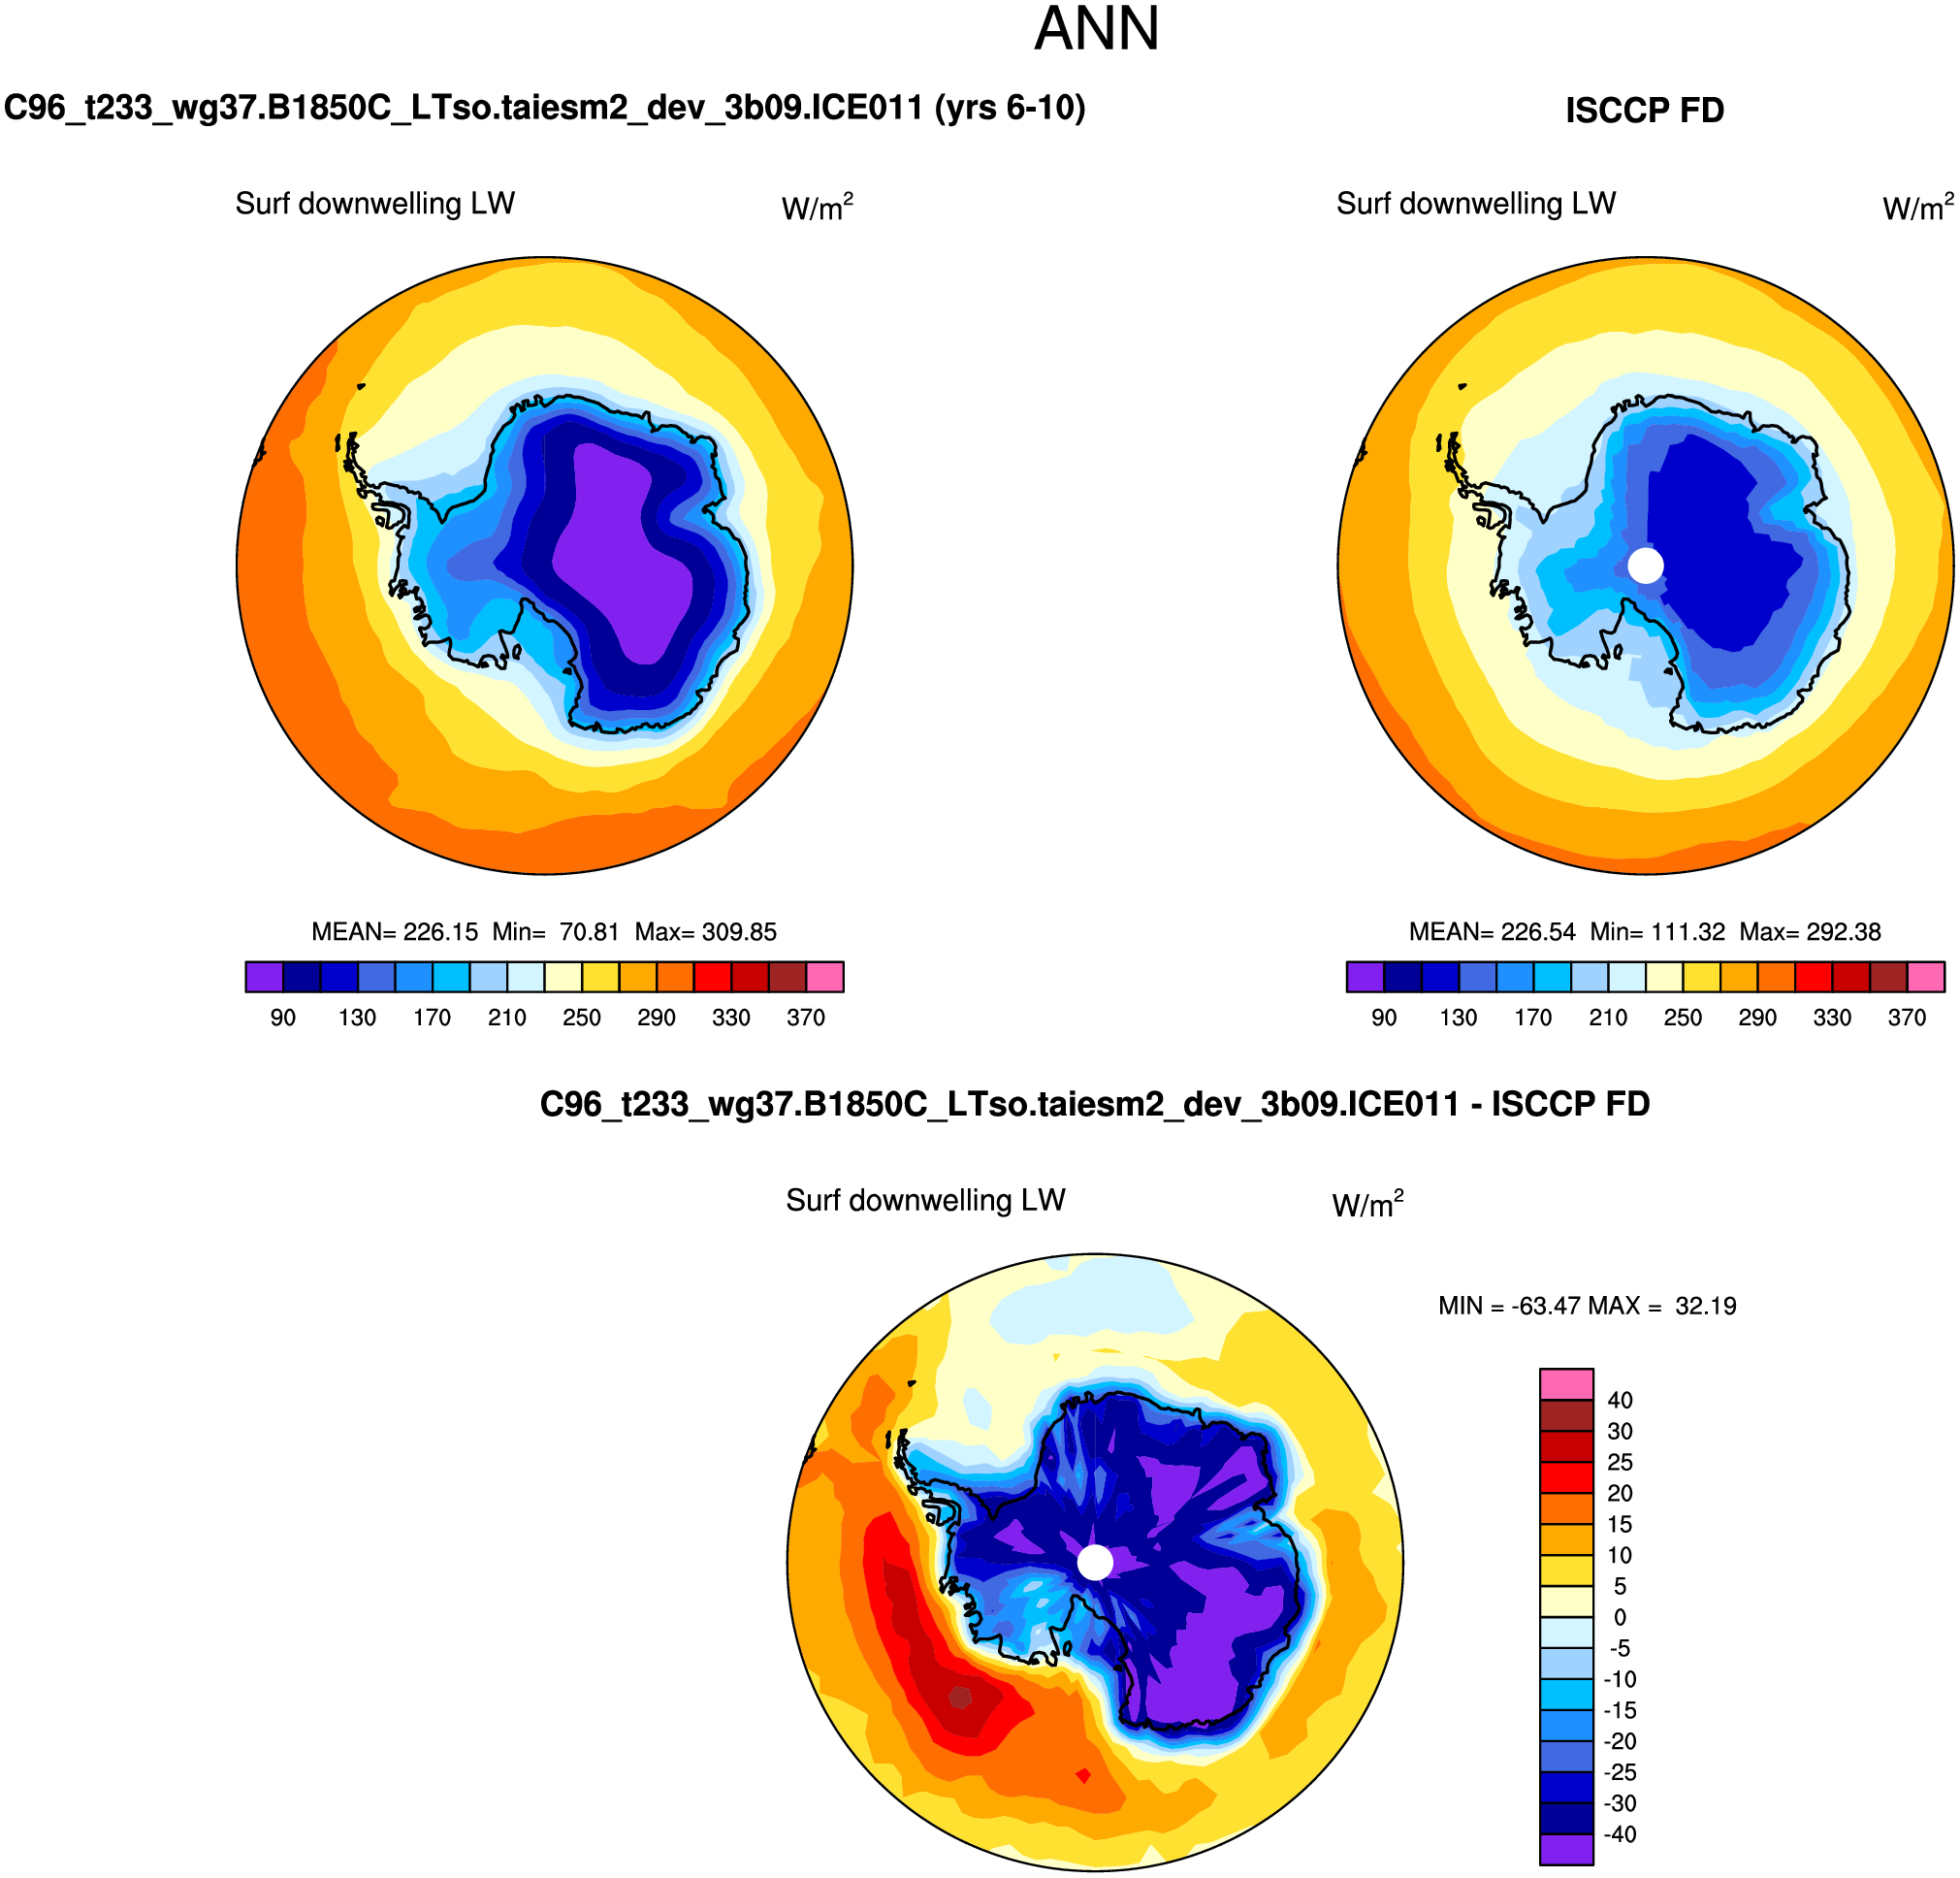 ANN
C96_t233_wg37.B1850C_LTso.taiesm2_dev_3b09.ICE011 (yrs 6-10)
ISCCP FD
Surf downwelling LW W/m²
Surf downwelling LW W/m²
MEAN= 226.15 Min= 70.81 Max= 309.85
90 130 170 210 250 290 330 370
MEAN= 226.54 Min= 111.32 Max= 292.38
90 130 170 210 250 290 330 370
C96_t233_wg37.B1850C_LTso.taiesm2_dev_3b09.ICE011 - ISCCP FD
Surf downwelling LW W/m²
MIN = -63.47 MAX = 32.19
40
30
25
20
15
10
5
0
-5
-10
-15
-20
-25
-30
-40